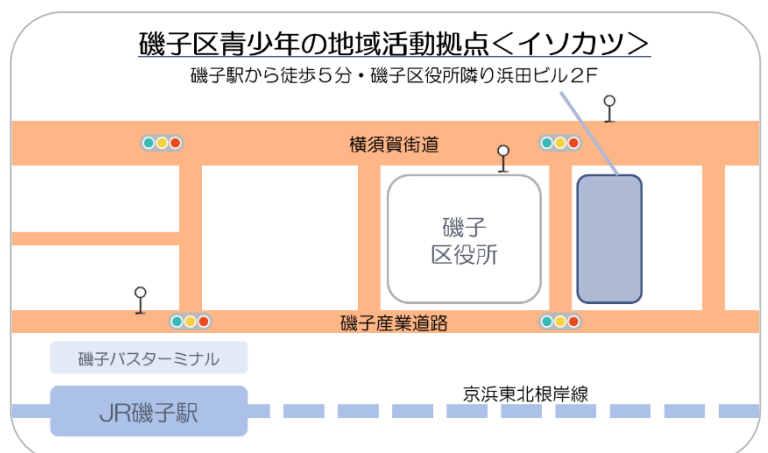 磯子区青少年の地域活動拠点＜イソカツ＞
磯子駅から徒歩５分・磯子区役所隣り浜田ビル２F
横須賀街道
磯子
区役所
磯子産業道路
磯子バスターミナル
京浜東北根岸線
JR磯子駅